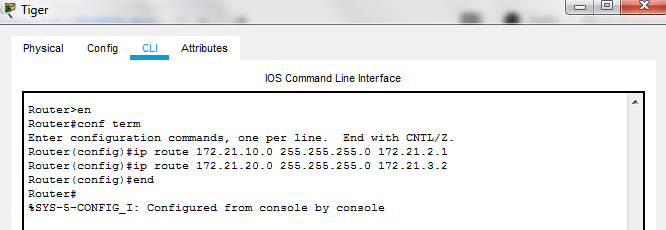 Tiger
Physical Config CLI Attributes
IOS Command Line Interface
Router>en
Router#conf term
Enter configuration commands, one per line.  End with CNTL/Z.
Router(config)#ip route 172.21.10.0 255.255.255.0 172.21.2.1
Router(config)#ip route 172.21.20.0 255.255.255.0 172.21.3.2
Router(config)#end
Router#
%SYS-5-CONFIG_I: Configured from console by console